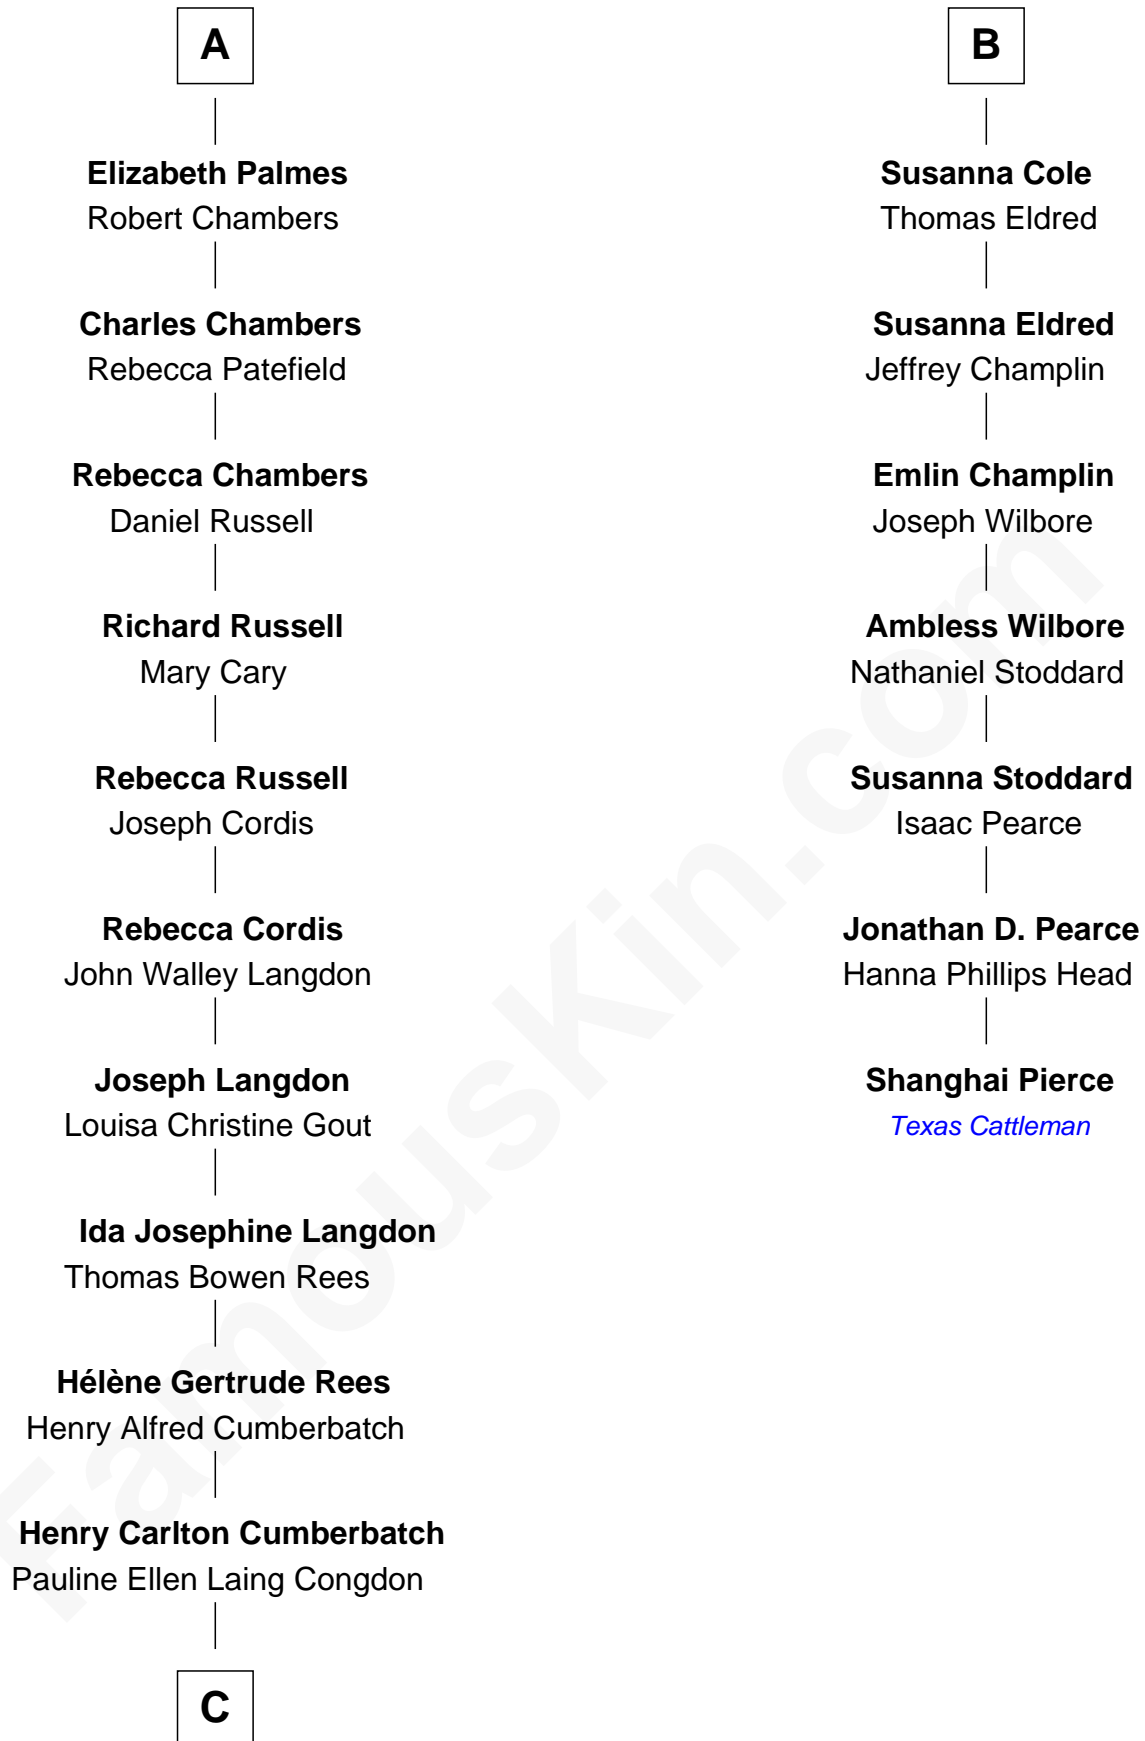 A
Elizabeth Palmes
Robert Chambers
Charles Chambers
Rebecca Patefield
Rebecca Chambers
Daniel Russell
Richard Russell
Mary Cary
Rebecca Russell
Joseph Cordis
Rebecca Cordis
John Walley Langdon
Joseph Langdon
Louisa Christine Gout
Ida Josephine Langdon
Thomas Bowen Rees
Hélène Gertrude Rees
Henry Alfred Cumberbatch
Henry Carlton Cumberbatch
Pauline Ellen Laing Congdon
C
B
Susanna Cole
Thomas Eldred
Susanna Eldred
Jeffrey Champlin
Emlin Champlin
Joseph Wilbore
Ambless Wilbore
Nathaniel Stoddard
Susanna Stoddard
Isaac Pearce
Jonathan D. Pearce
Hanna Phillips Head
Shanghai Pierce
Texas Cattleman
FamousKin.com